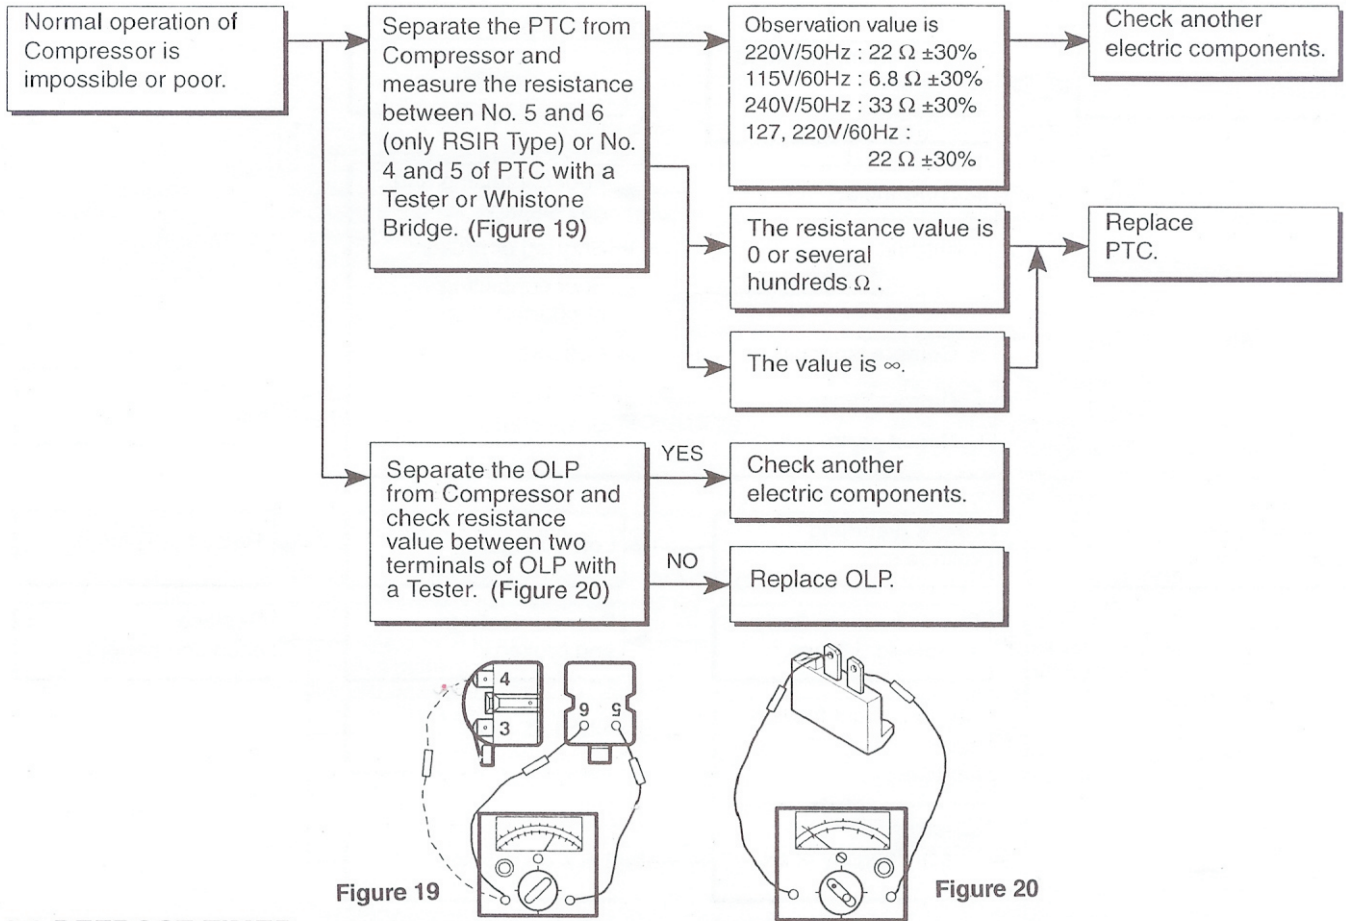 Normal operation of
Compressor is
impossible or poor.
Separate the PTC from
Compressor and
measure the resistance
between No. 5 and 6
(only RSIR Type) or No.
4 and 5 of PTC with a
Tester or Whistone
Bridge. (Figure 19)
Observation value is
220V/50Hz : 22 Ω ±30%
115V/60Hz : 6.8 Ω ±30%
240V/50Hz : 33 Ω ±30%
127, 220V/60Hz :
22 Ω ±30%
Check another
electric components.
The resistance value is
0 or several
hundreds Ω .
The value is ∞.
Replace
PTC.
Separate the OLP
from Compressor and
check resistance
value between two
terminals of OLP with
a Tester. (Figure 20)
YES
Check another
electric components.
NO
Replace OLP.
4
3
6 5
Figure 19
Figure 20